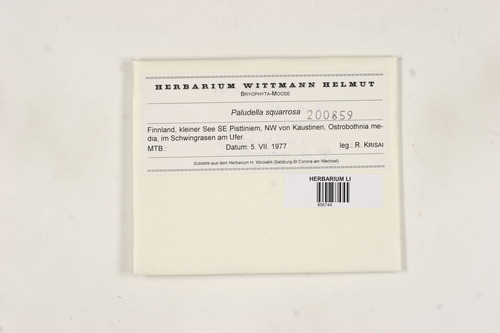 HERBARIUM WITTMANN HELMUT
BRYOPHYTA-MOOSE
Paludella squarrosa 200859
Finnland, kleiner See SE Pisttiniem, NW von Kaustinen, Ostrobothnia me-
dia, im Schwingrasen am Ufer.
MTB.: Datum: 5. VII. 1977 leg.: R. KRISAI
Dublette aus dem Herbarium H. WAGNER (Salzburg-St Corona am Wechsel)
HERBARIUM LI